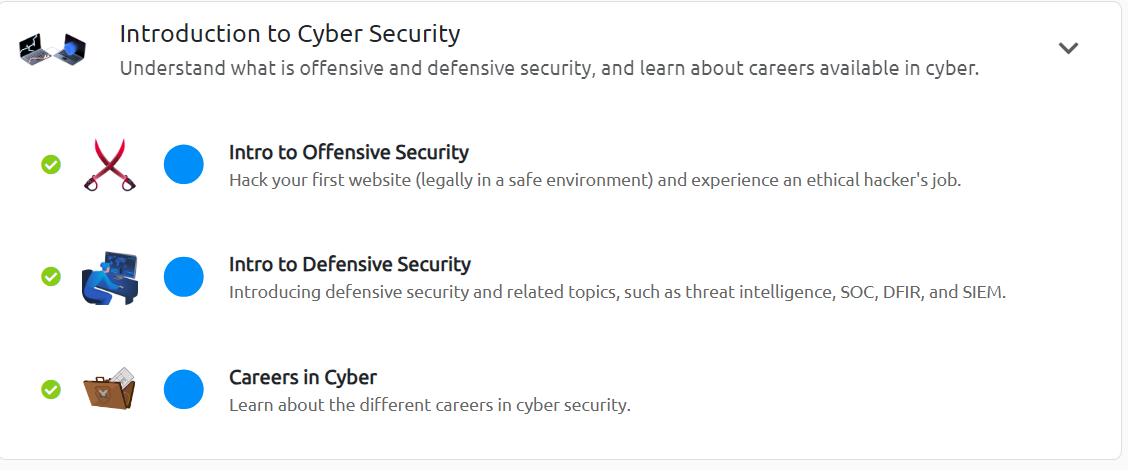 Introduction to Cyber Security
Understand what is offensive and defensive security, and learn about careers available in cyber.
Intro to Offensive Security
Hack your first website (legally in a safe environment) and experience an ethical hacker's job.
Intro to Defensive Security
Introducing defensive security and related topics, such as threat intelligence, SOC, DFIR, and SIEM.
Careers in Cyber
Learn about the different careers in cyber security.